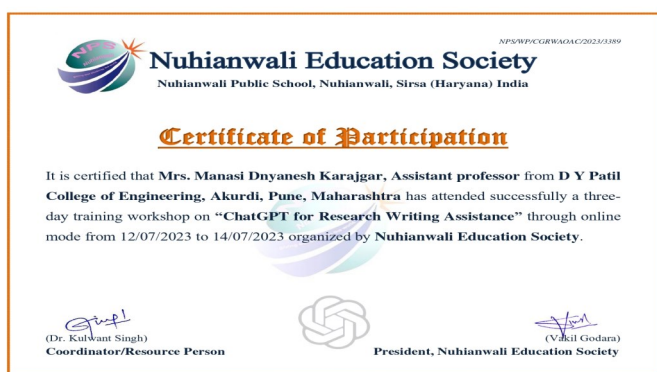 NPS/WP/CGRWAOAC/2023/3389
NPS
Nuhianwali Education Society
Nuhianwali Public School, Nuhianwali, Sirsa (Haryana) India
Certificate of Participation
It is certified that Mrs. Manasi Dnyanesh Karajgar, Assistant professor from D Y Patil
College of Engineering, Akurdi, Pune, Maharashtra has attended successfully a three-
day training workshop on “ChatGPT for Research Writing Assistance” through online
mode from 12/07/2023 to 14/07/2023 organized by Nuhianwali Education Society.
(Dr. Kulwant Singh)
Coordinator/Resource Person
(Vakil Godara)
President, Nuhianwali Education Society